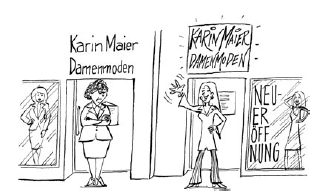 Karin Maier
Damenmoden
KARIN MAIER
DAMENMODEN
NEU-
ER
ÖFF
NUNG